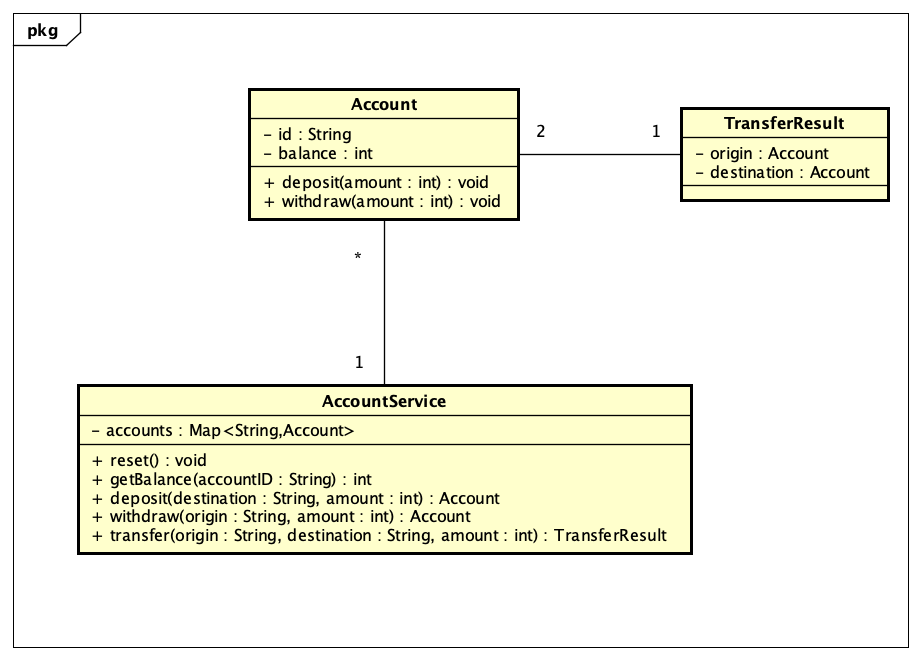 pkg
Account
- id : String
- balance : int
+ deposit(amount : int) : void
+ withdraw(amount : int) : void
2
1
TransferResult
- origin : Account
- destination : Account
*
1
AccountService
- accounts : Map<String,Account>
+ reset() : void
+ getBalance(accountID : String) : int
+ deposit(destination : String, amount : int) : Account
+ withdraw(origin : String, amount : int) : Account
+ transfer(origin : String, destination : String, amount : int) : TransferResult